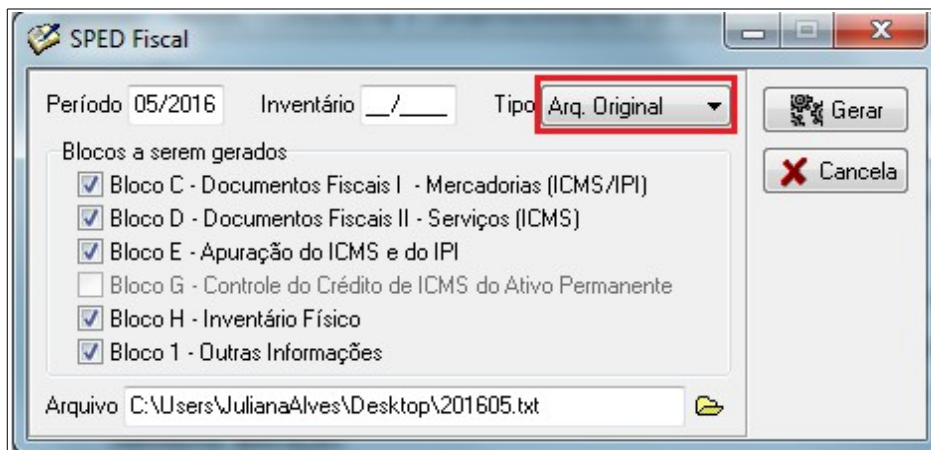 SPED Fiscal
Período 05/2016 Inventário __/____ Tipo Arq. Original
Gerar
Blocos a serem gerados
Cancela
Bloco C - Documentos Fiscais I - Mercadorias (ICMS/IPI)
Bloco D - Documentos Fiscais II - Serviços (ICMS)
Bloco E - Apuração do ICMS e do IPI
Bloco G - Controle do Crédito de ICMS do Ativo Permanente
Bloco H - Inventário Físico
Bloco 1 - Outras Informações
Arquivo C:\Users\JulianaAlves\Desktop\201605.txt